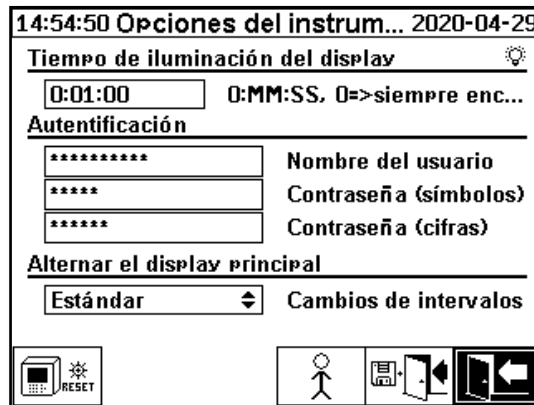 14:54:50 Opciones del instrum... 2020-04-29
Tiempo de iluminación del display
0:01:00 0:MM:SS, 0=>siempre enc...
Autentificación
********** Nombre del usuario
***** Contraseña (símbolos)
****** Contraseña (cifras)
Alternar el display principal
Estándar Cambios de intervalos
RESET